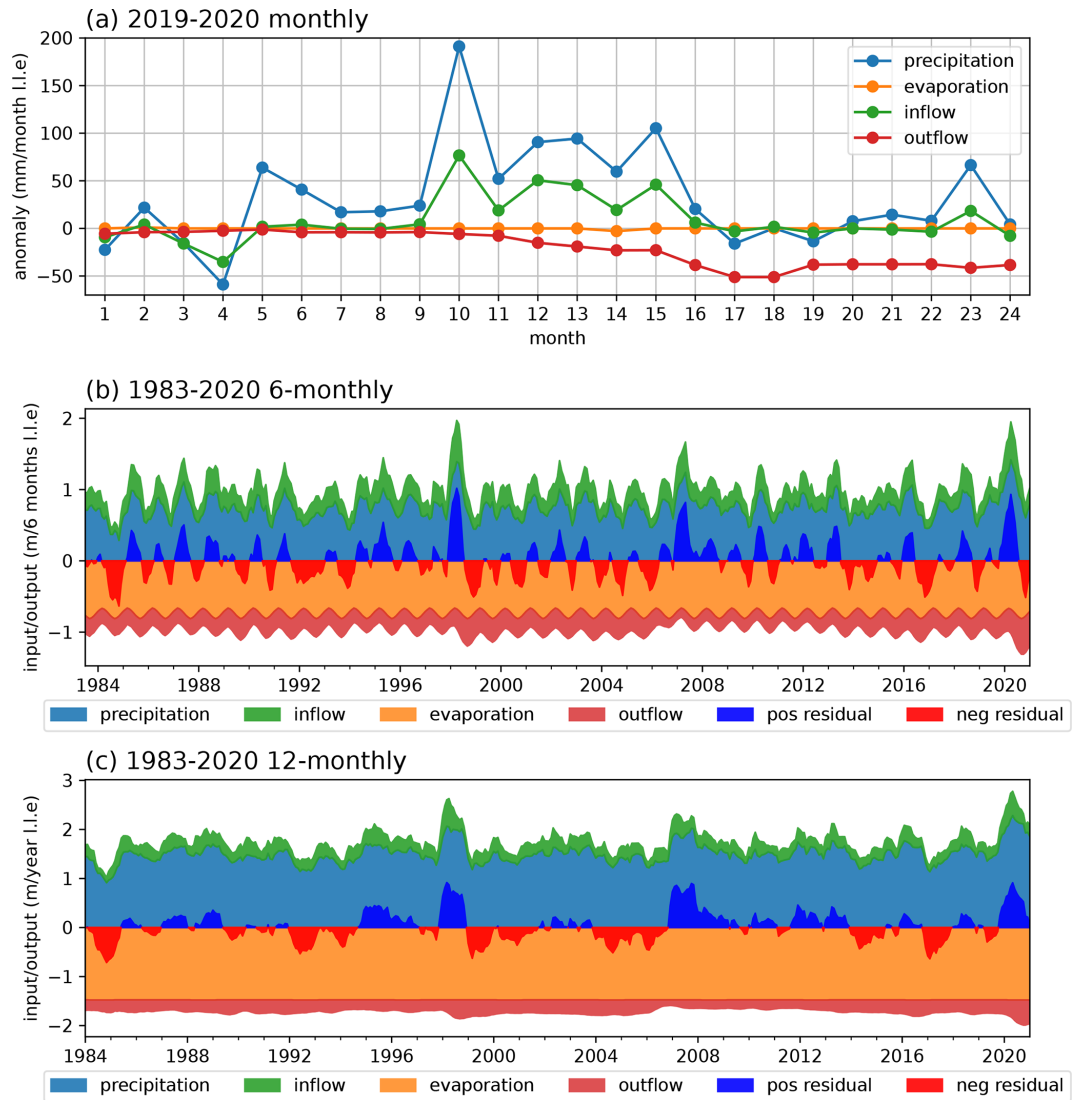 (a) 2019-2020 monthly
anomaly (mm/month l.l.e)
200
150
100
50
0
−50
precipitation
evaporation
inflow
outflow
1 2 3 4 5 6 7 8 9 10 11 12 13 14 15 16 17 18 19 20 21 22 23 24
month
(b) 1983-2020 6-monthly
input/output (m/6 months l.l.e)
2
1
0
−1
1984 1988 1992 1996 2000 2004 2008 2012 2016 2020
precipitation inflow evaporation outflow pos residual neg residual
(c) 1983-2020 12-monthly
input/output (m/year l.l.e)
3
2
1
0
−1
−2
1984 1988 1992 1996 2000 2004 2008 2012 2016 2020
precipitation inflow evaporation outflow pos residual neg residual